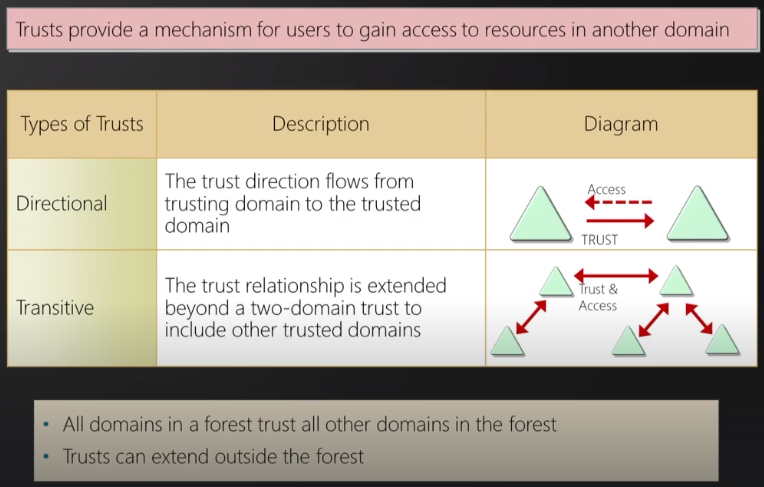 Trusts provide a mechanism for users to gain access to resources in another domain
Types of Trusts
Description
Diagram
Directional
The trust direction flows from
trusting domain to the trusted
domain
Access
TRUST
Transitive
The trust relationship is extended
beyond a two-domain trust to
include other trusted domains
Trust &
Access
• All domains in a forest trust all other domains in the forest
• Trusts can extend outside the forest